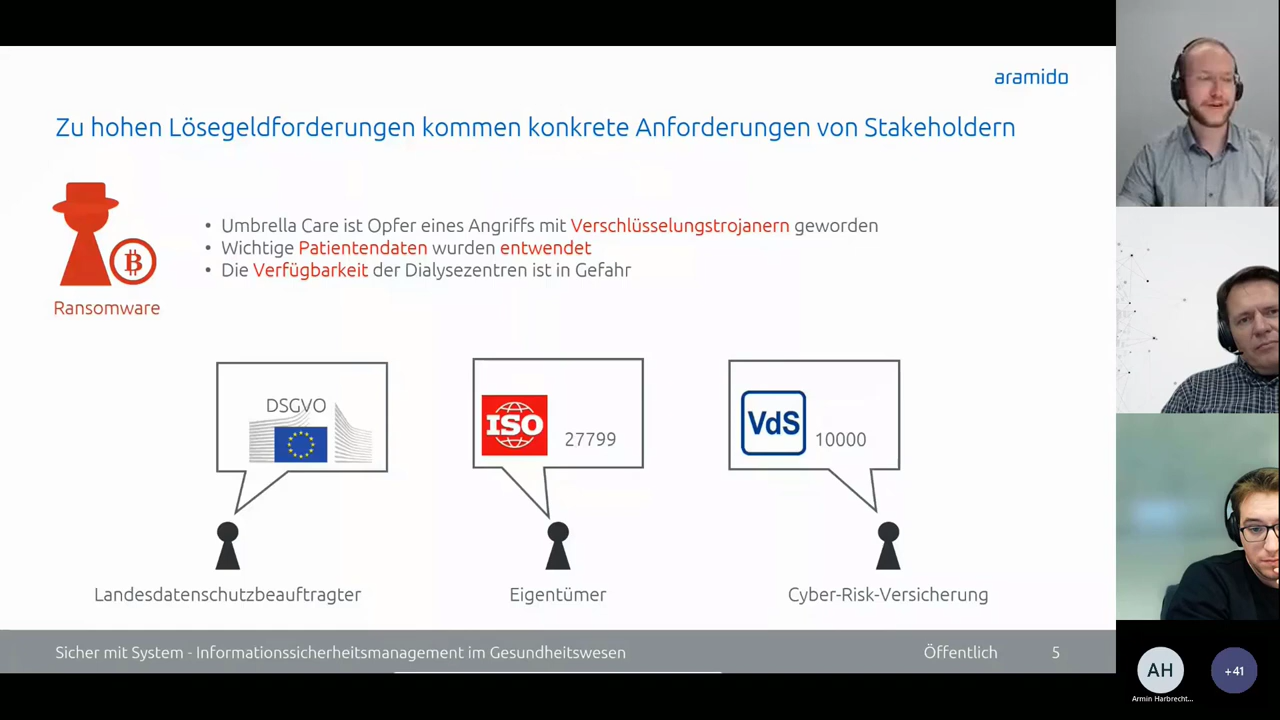 aramido
Zu hohen Lösegeldforderungen kommen konkrete Anforderungen von Stakeholdern
• Umbrella Care ist Opfer eines Angriffs mit Verschlüsselungstrojanern geworden
• Wichtige Patientendaten wurden entwendet
• Die Verfügbarkeit der Dialysezentren ist in Gefahr
B
Ransomware
DSGVO
ISO
27799
VdS
10000
Landesdatenschutzbeauftragter
Eigentümer
Cyber-Risk-Versicherung
Sicher mit System - Informationssicherheitsmanagement im Gesundheitswesen
Öffentlich
5
AH
Armin Harbrecht...
+41